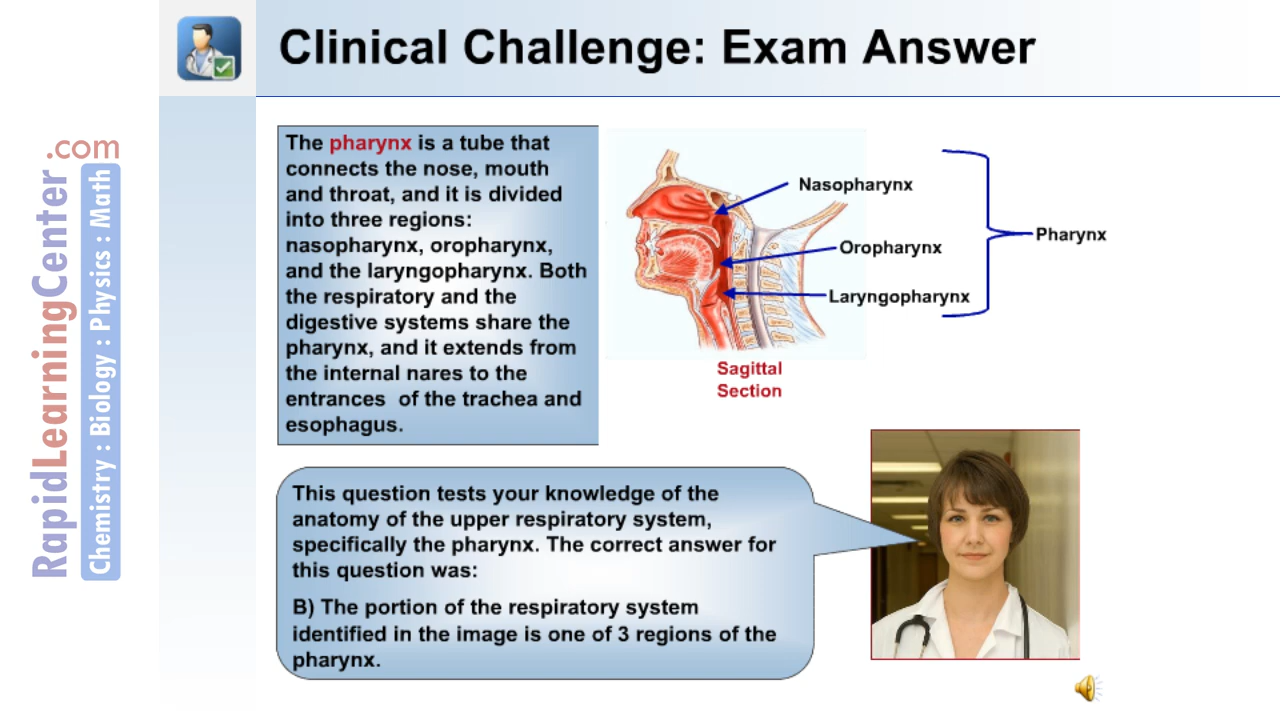 Clinical Challenge: Exam Answer
RapidLearningCenter.com
Chemistry : Biology : Physics : Math
The pharynx is a tube that
connects the nose, mouth
and throat, and it is divided
into three regions:
nasopharynx, oropharynx,
and the laryngopharynx. Both
the respiratory and the
digestive systems share the
pharynx, and it extends from
the internal nares to the
entrances of the trachea and
esophagus.
Nasopharynx
Oropharynx
Laryngopharynx
Pharynx
Sagittal
Section
This question tests your knowledge of the
anatomy of the upper respiratory system,
specifically the pharynx. The correct answer for
this question was:
B) The portion of the respiratory system
identified in the image is one of 3 regions of the
pharynx.